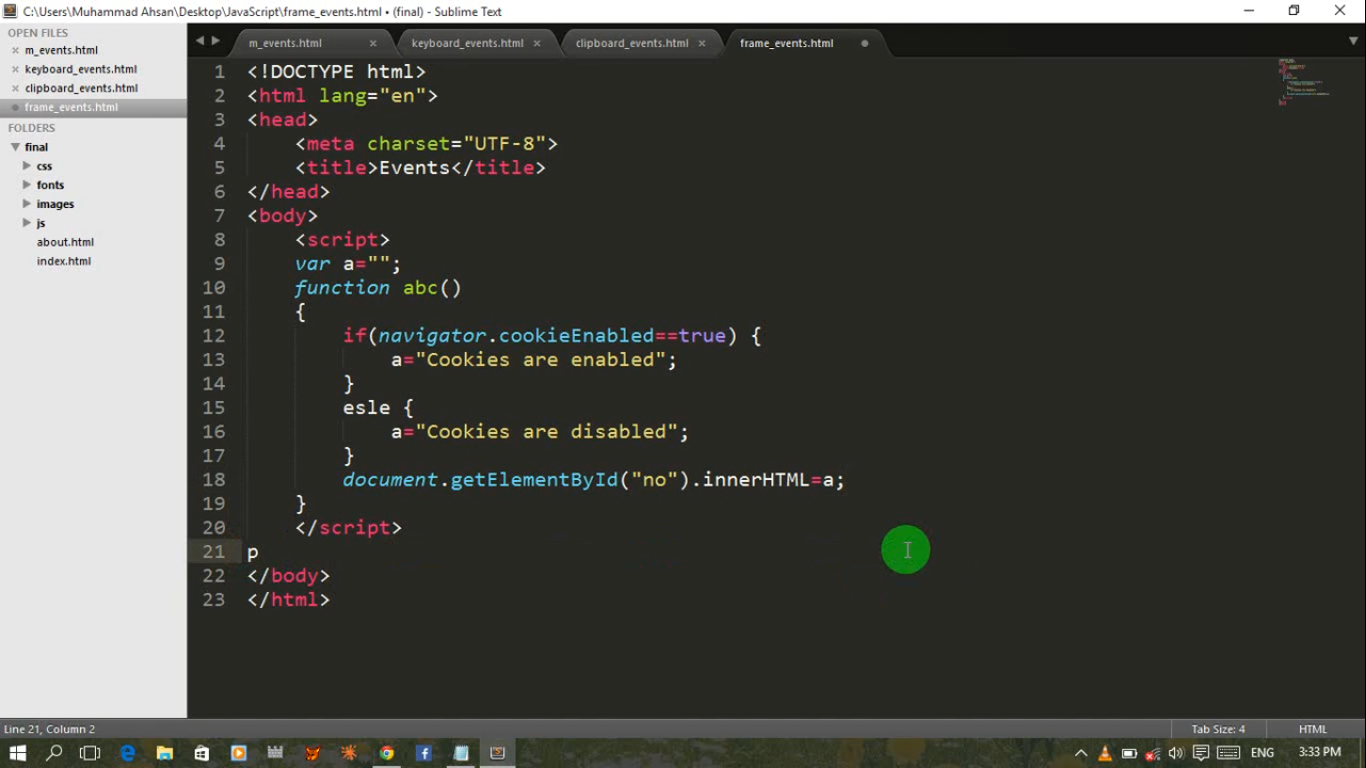 C:\Users\Muhammad Ahsan\Desktop\JavaScript\frame_events.html • (final) - Sublime Text
OPEN FILES
m_events.html
keyboard_events.html
clipboard_events.html
frame_events.html
FOLDERS
final
css
fonts
images
js
about.html
index.html
m_events.html keyboard_events.html clipboard_events.html frame_events.html
1 <!DOCTYPE html>
2 <html lang="en">
3 <head>
4 <meta charset="UTF-8">
5 <title>Events</title>
6 </head>
7 <body>
8 <script>
9 var a="";
10 function abc()
11 {
12 if(navigator.cookieEnabled==true) {
13 a="Cookies are enabled";
14 }
15 esle {
16 a="Cookies are disabled";
17 }
18 document.getElementById("no").innerHTML=a;
19 }
20 </script>
21 p
22 </body>
23 </html>
Line 21, Column 2 Tab Size: 4 HTML
ENG 3:33 PM